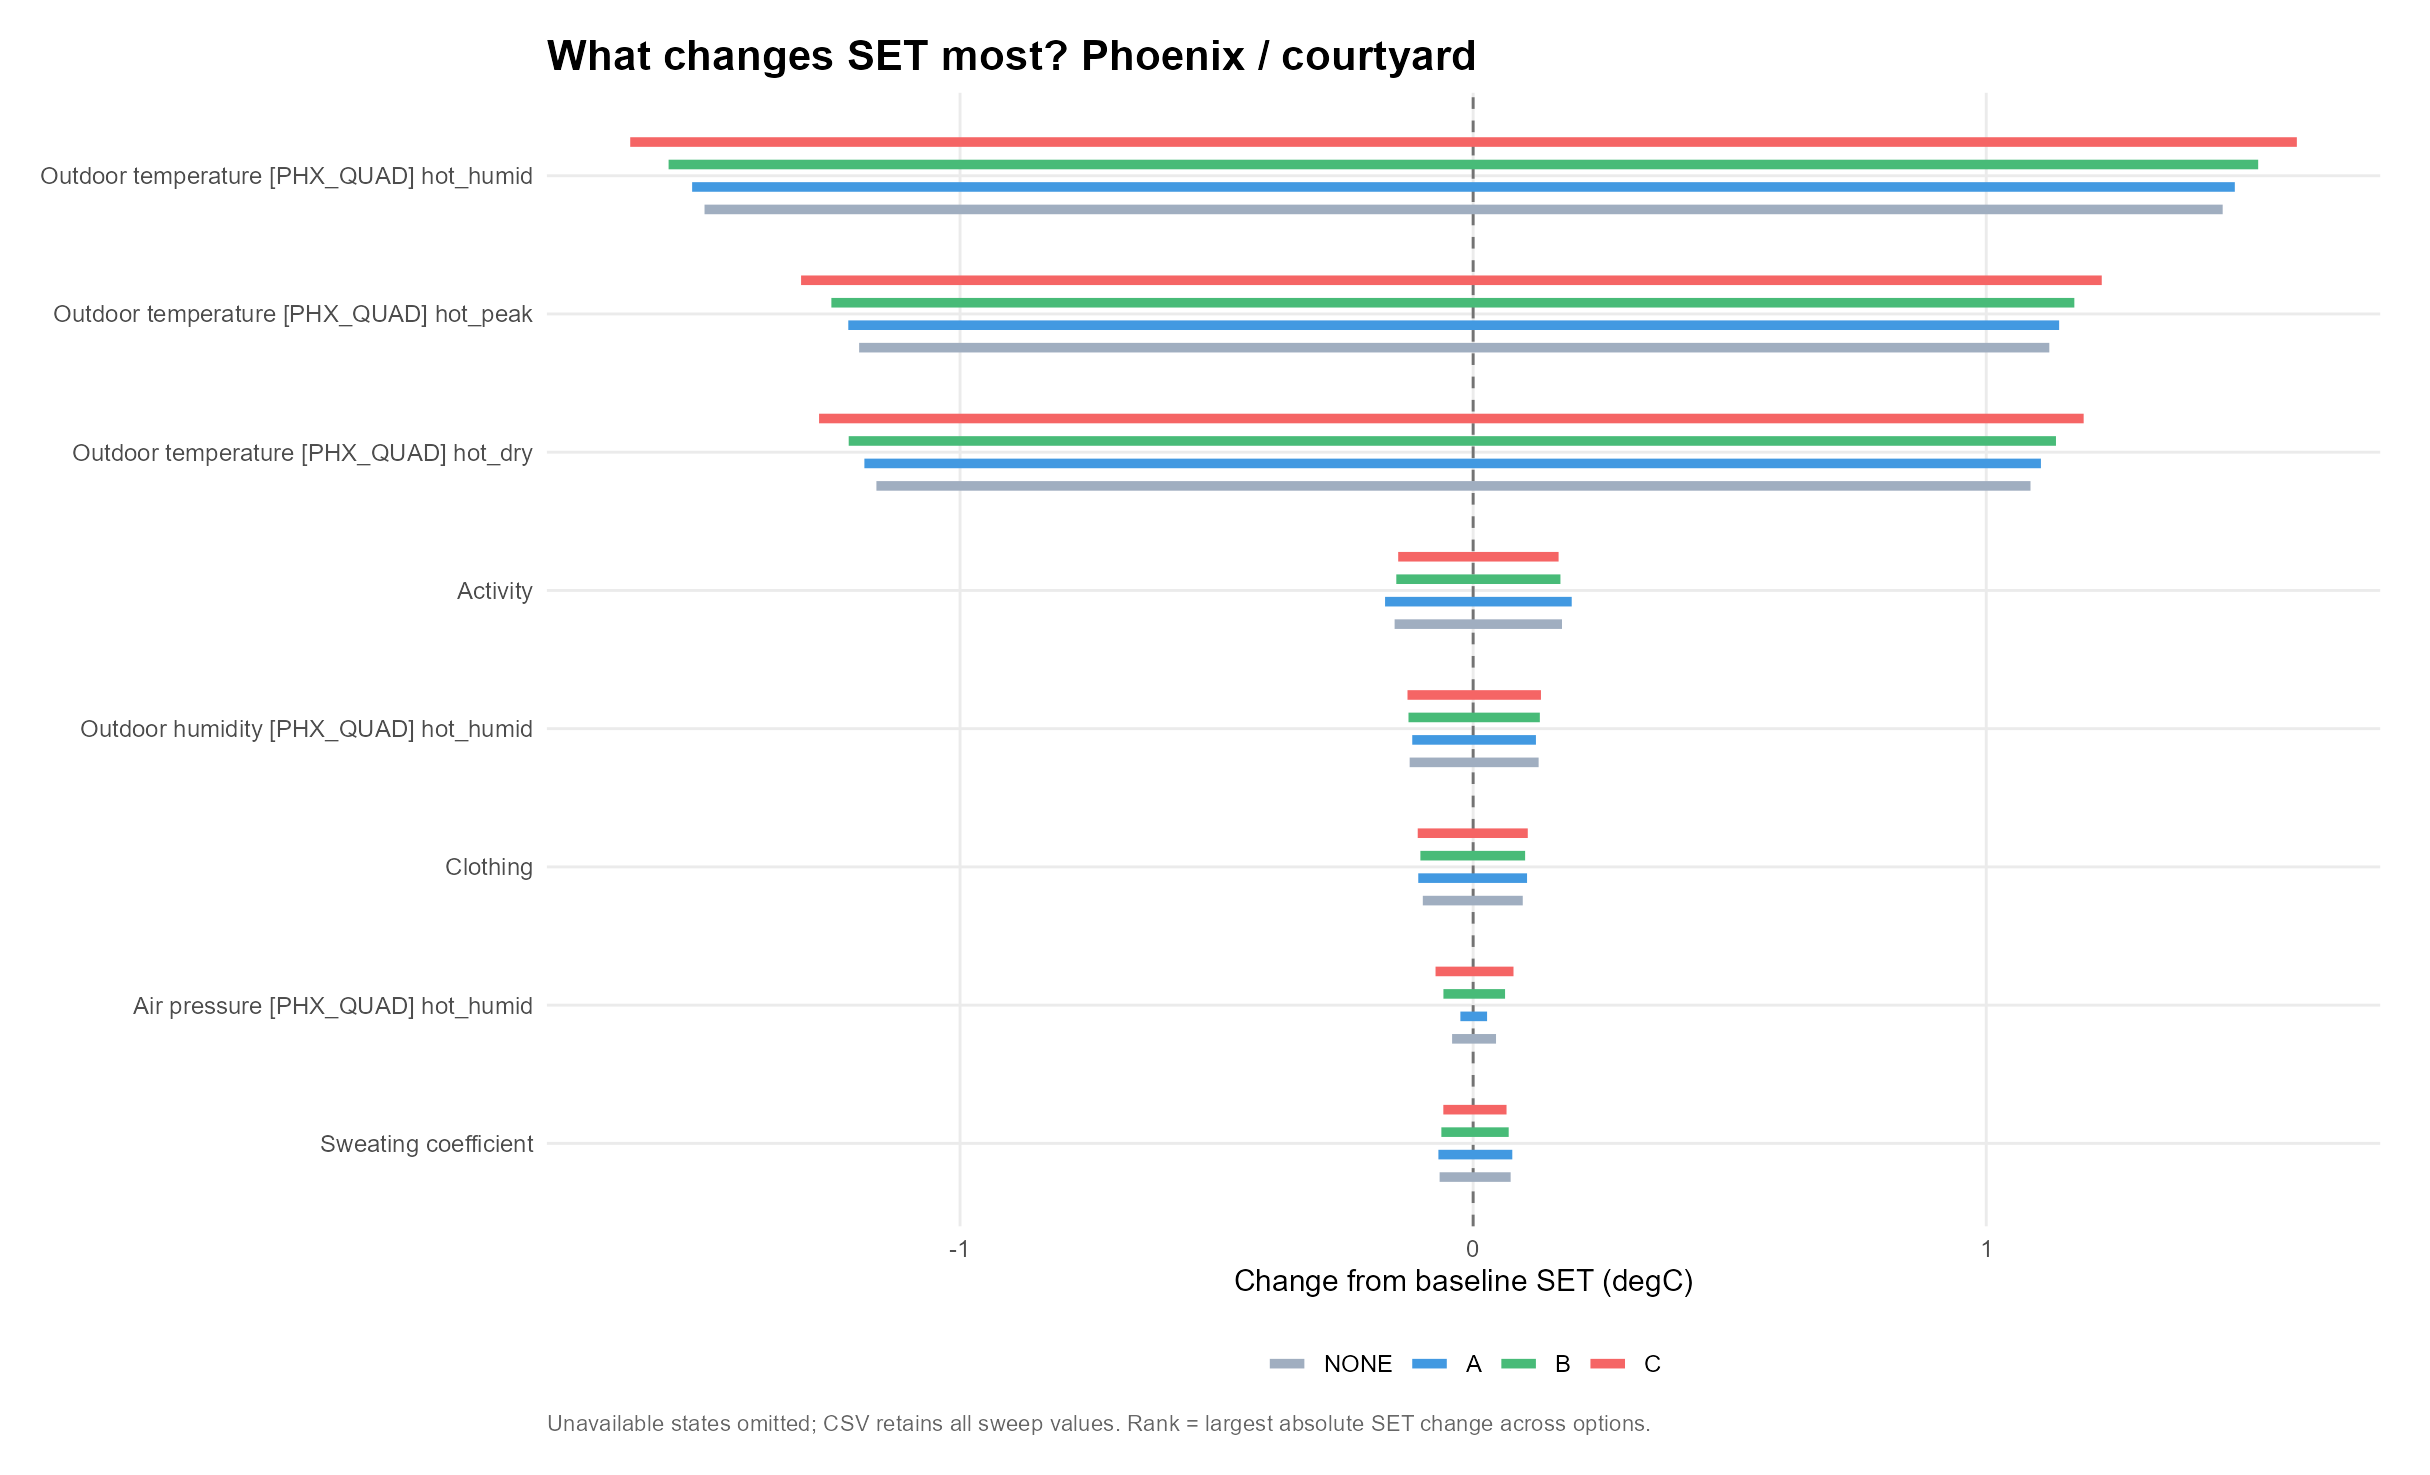 What changes SET most? Phoenix / courtyard
Outdoor temperature [PHX_QUAD] hot_humid
Outdoor temperature [PHX_QUAD] hot_peak
Outdoor temperature [PHX_QUAD] hot_dry
Activity
Outdoor humidity [PHX_QUAD] hot_humid
Clothing
Air pressure [PHX_QUAD] hot_humid
Sweating coefficient
-1 0 1
Change from baseline SET (degC)
NONE A B C
Unavailable states omitted; CSV retains all sweep values. Rank = largest absolute SET change across options.